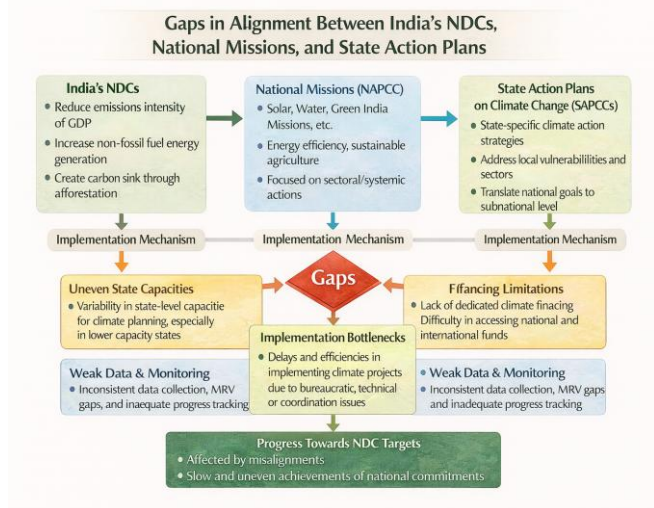 Gaps in Alignment Between India's NDCs,
National Missions, and State Action Plans
India's NDCs
• Reduce emissions intensity
of GDP
• Increase non-fossil fuel energy
generation
• Create carbon sink through
afforestation
National Missions (NAPCC)
• Solar, Water, Green India
Missions, etc.
• Energy efficiency, sustainable
agriculture
• Focused on sectoral/systemic
actions
State Action Plans
on Climate Change (SAPCCs)
• State-specific climate action
strategies
• Address local vulnerabililities and
sectors
• Translate national goals to
subnational level
Implementation Mechanism
Implementation Mechanism
Implementation Mechanism
Uneven State Capacities
• Variability in state-level capacitie
for climate planning, especially
in lower capacity states
Gaps
Fifancing Limitations
• Lack of dedicated climate finacing
Difficulty in accessing national and
international funds
Implementation Bottlenecks
• Delays and efficiencies in
implementing climate projects
due to bureaucratic, technical
or coordination issues
Weak Data & Monitoring
• Inconsistent data collection, MRV
gaps, and inaequate progress tracking
• Weak Data & Monitoring
• Inconsistent data collection, MRV gaps
and inadequate progress tracking
Progress Towards NDC Targets
• Affected by misalignments
• Slow and uneven achievements of national commitments